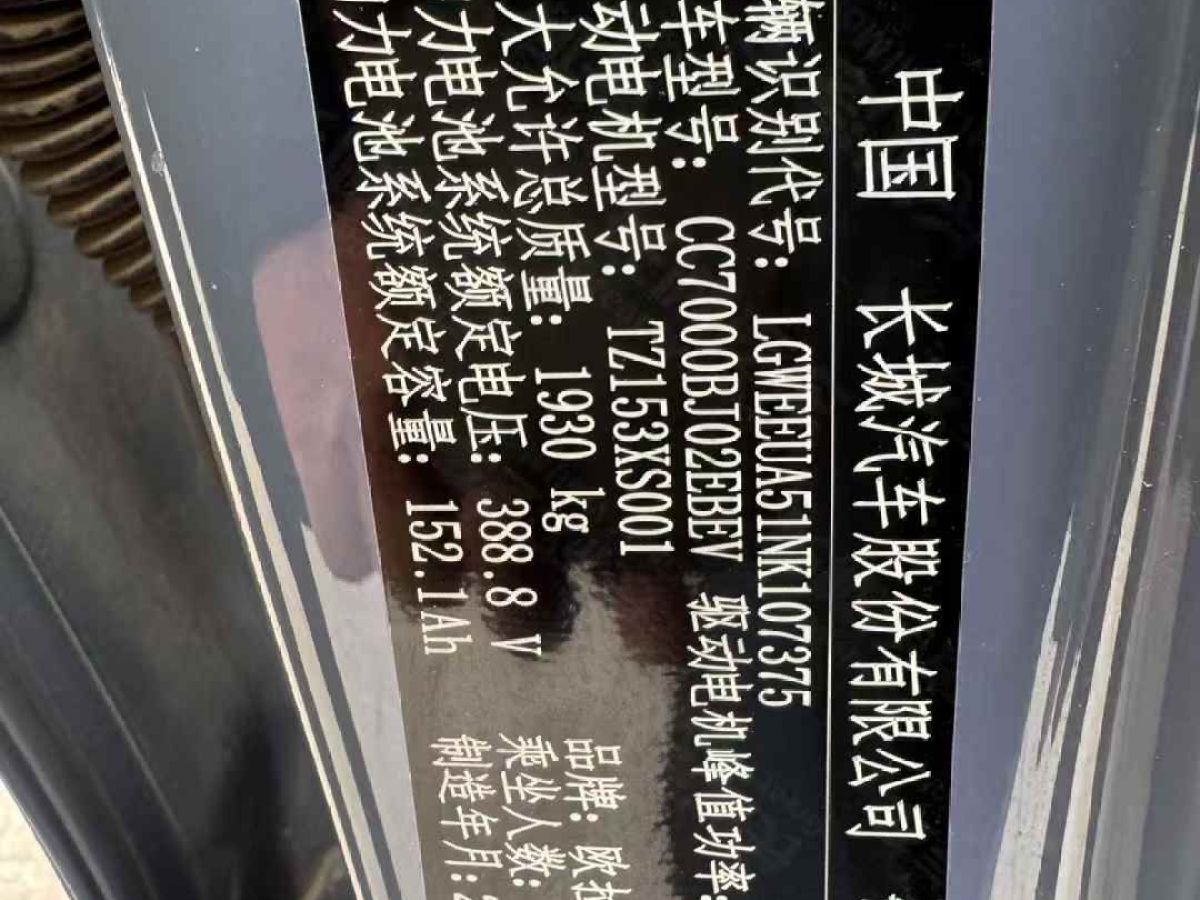 中国 长城汽车股份有限公司
辆识别代号: LGWEEUA51NK107375
车型号: CC7000BJ02EBEV 驱动电机峰值功率:
动电机型号: TZ153XS001
大允许总质量: 1930 kg 品牌: 欧拉
力电池系统额定电压: 388.8 V 乘坐人数:
力电池系统额定容量: 152.1Ah 制造年月: 2